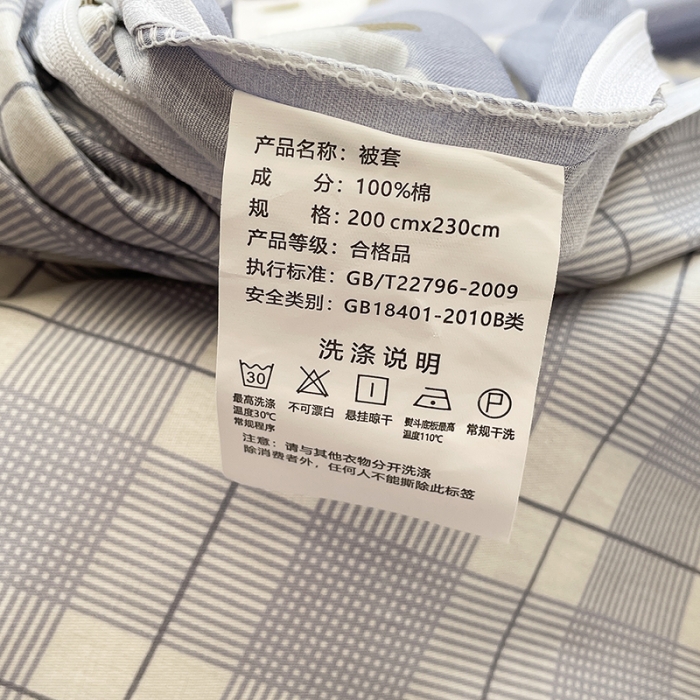 产品名称：被套
成 分：100%棉
规 格：200 cmx230cm
产品等级：合格品
执行标准：GB/T22796-2009
安全类别：GB18401-2010B类
洗涤说明
30 P
最高洗涤 不可漂白 悬挂晾干 熨斗底板最高 常规干洗
温度30℃ 温度110℃
常规程序
注意：请与其他衣物分开洗涤
除消费者外，任何人不能撕除此标签